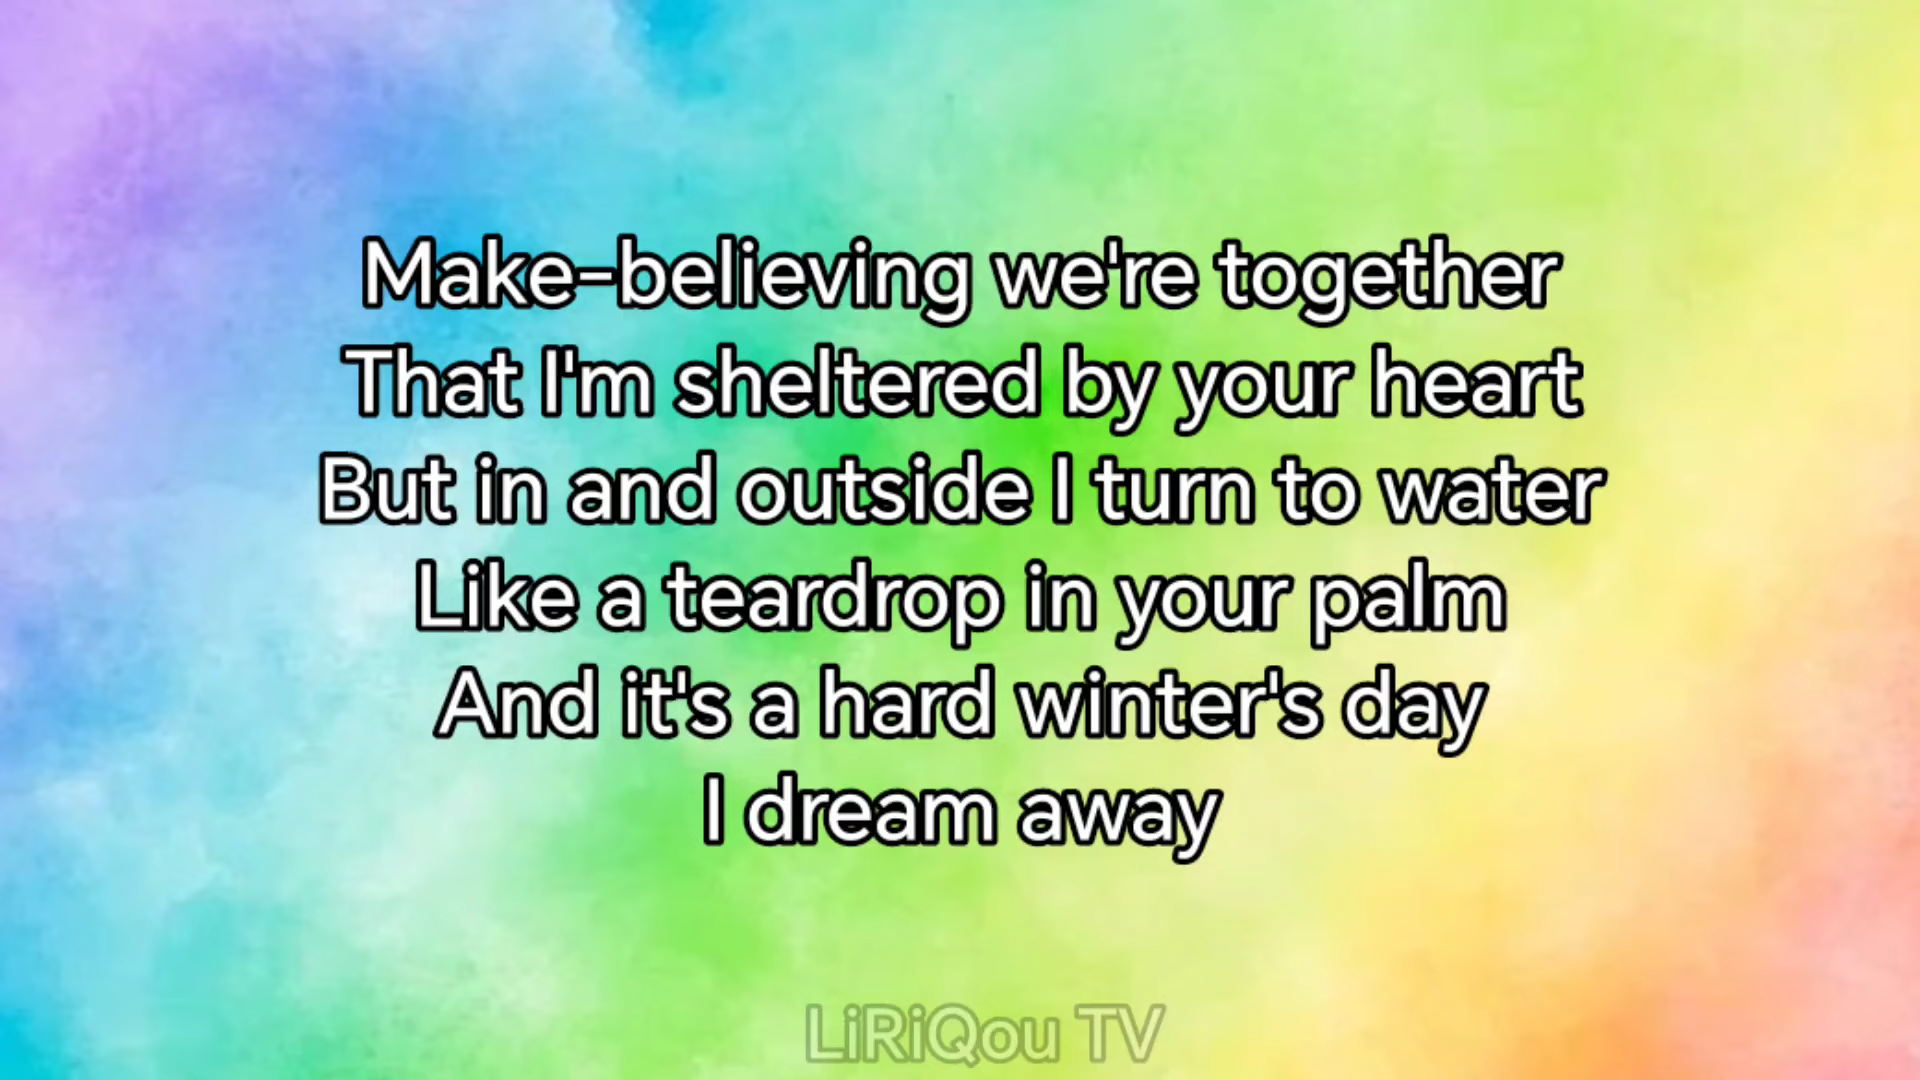 Make-believing we're together
That I'm sheltered by your heart
But in and outside I turn to water
Like a teardrop in your palm
And it's a hard winter's day
I dream away
LiRiQou TV